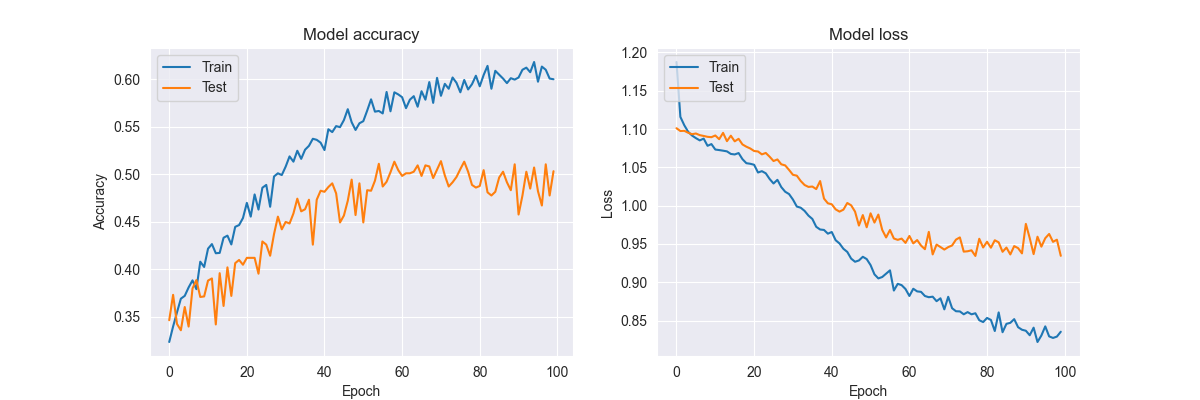 Model accuracy
Train
Test
0.60
0.55
0.50
0.45
0.40
0.35
Accuracy
0 20 40 60 80 100
Epoch
Model loss
Train
Test
1.20
1.15
1.10
1.05
1.00
0.95
0.90
0.85
Loss
0 20 40 60 80 100
Epoch